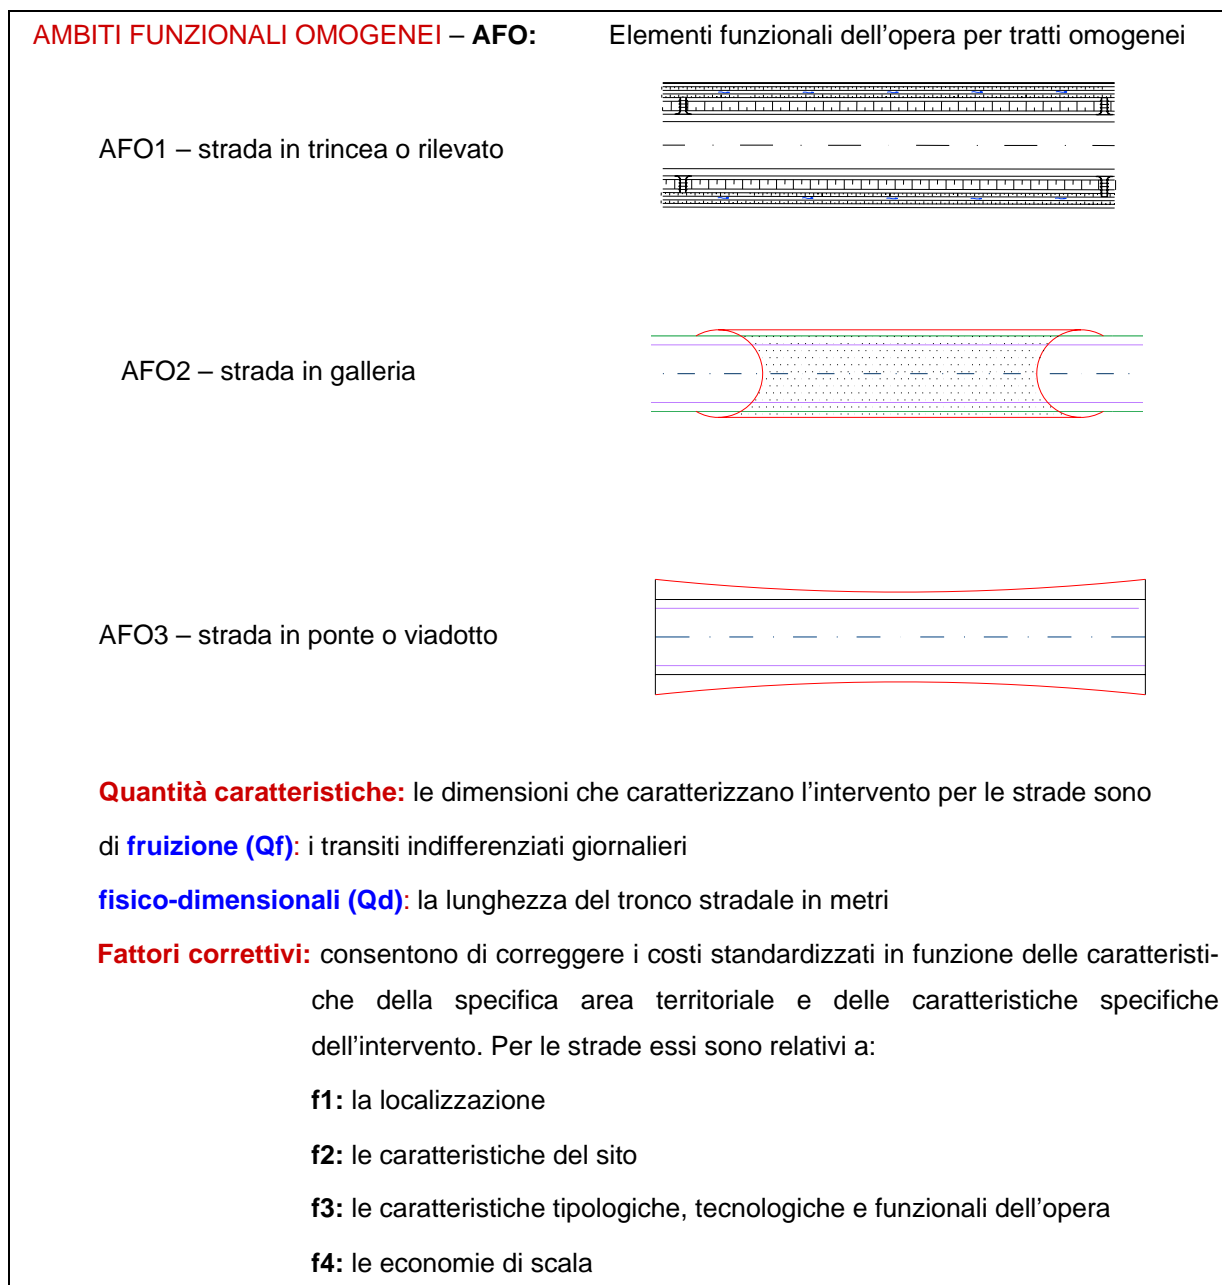 AMBITI FUNZIONALI OMOGENEI – AFO: Elementi funzionali dell’opera per tratti omogenei
AFO1 – strada in trincea o rilevato
AFO2 – strada in galleria
AFO3 – strada in ponte o viadotto
Quantità caratteristiche: le dimensioni che caratterizzano l’intervento per le strade sono
di fruizione (Qf): i transiti indifferenziati giornalieri
fisico-dimensionali (Qd): la lunghezza del tronco stradale in metri
Fattori correttivi: consentono di correggere i costi standardizzati in funzione delle caratteristi-
che della specifica area territoriale e delle caratteristiche specifiche
dell’intervento. Per le strade essi sono relativi a:
f1: la localizzazione
f2: le caratteristiche del sito
f3: le caratteristiche tipologiche, tecnologiche e funzionali dell’opera
f4: le economie di scala